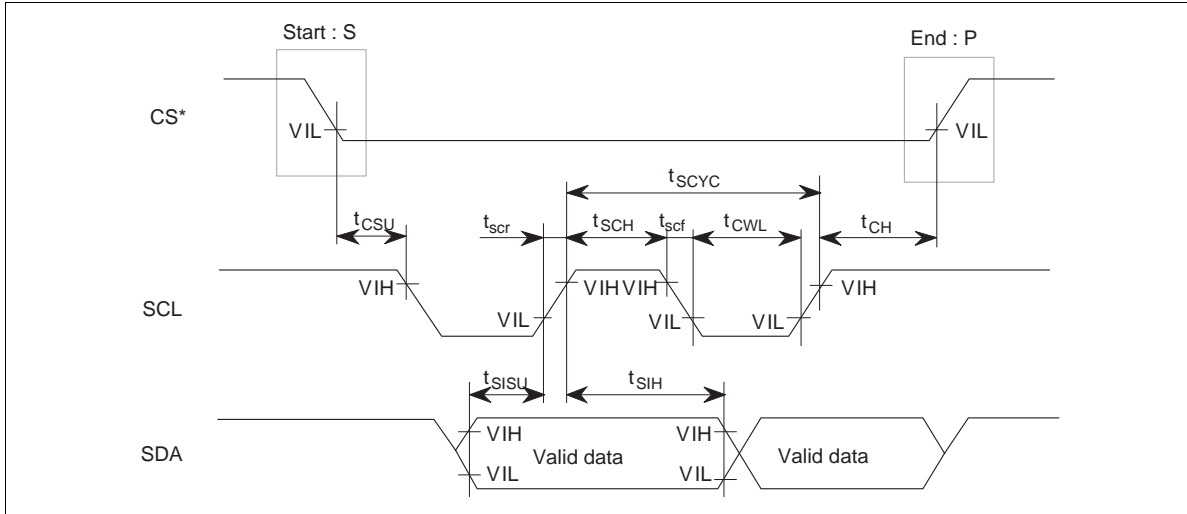 Start : S
End : P
CS*
VIL
VIL
tSCYC
tCSU
tscr
tSCH
tscf
tCWL
tCH
SCL
VIH
VIH VIH
VIH
VIL
VIL
VIL
tSISU
tSIH
SDA
VIH
VIH
Valid data
Valid data
VIL
VIL